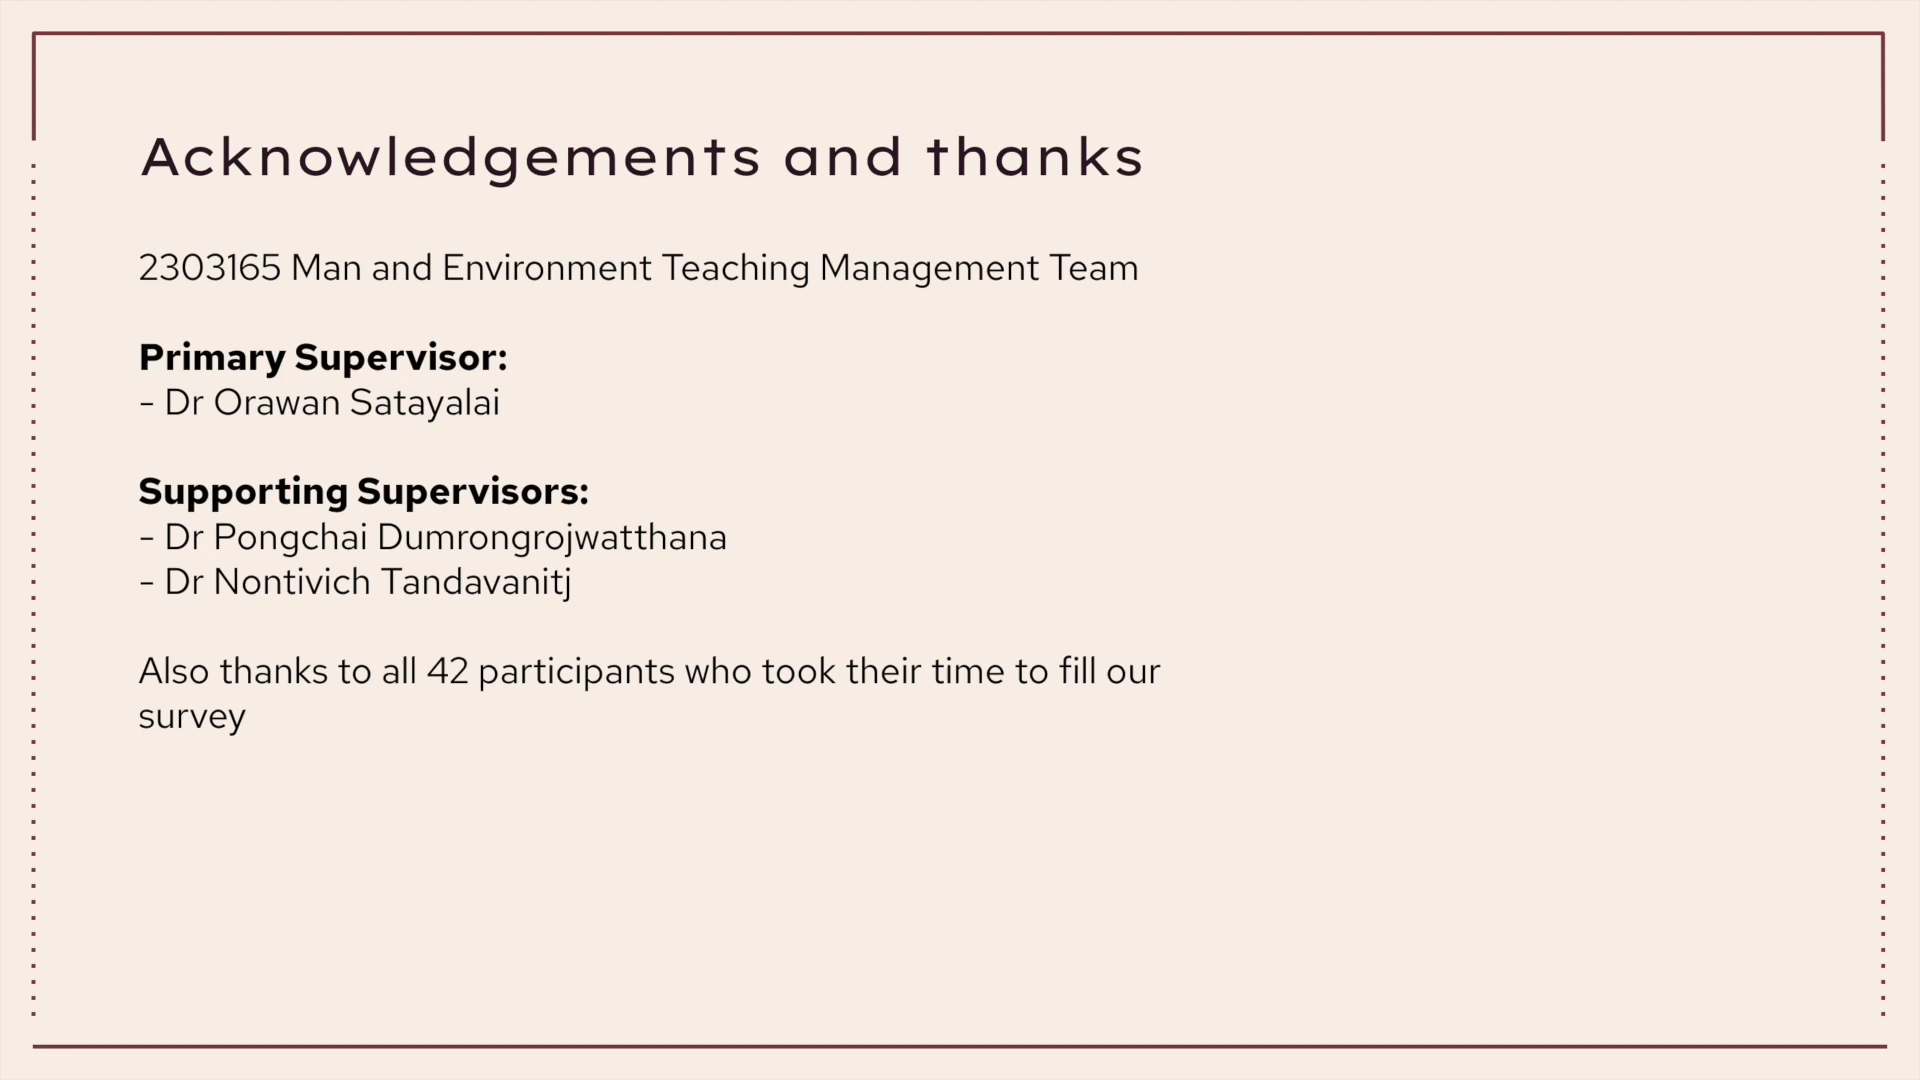 Acknowledgements and thanks
2303165 Man and Environment Teaching Management Team
Primary Supervisor:
- Dr Orawan Satayalai
Supporting Supervisors:
- Dr Pongchai Dumrongrojwatthana
- Dr Nontivich Tandavanitj
Also thanks to all 42 participants who took their time to fill our
survey